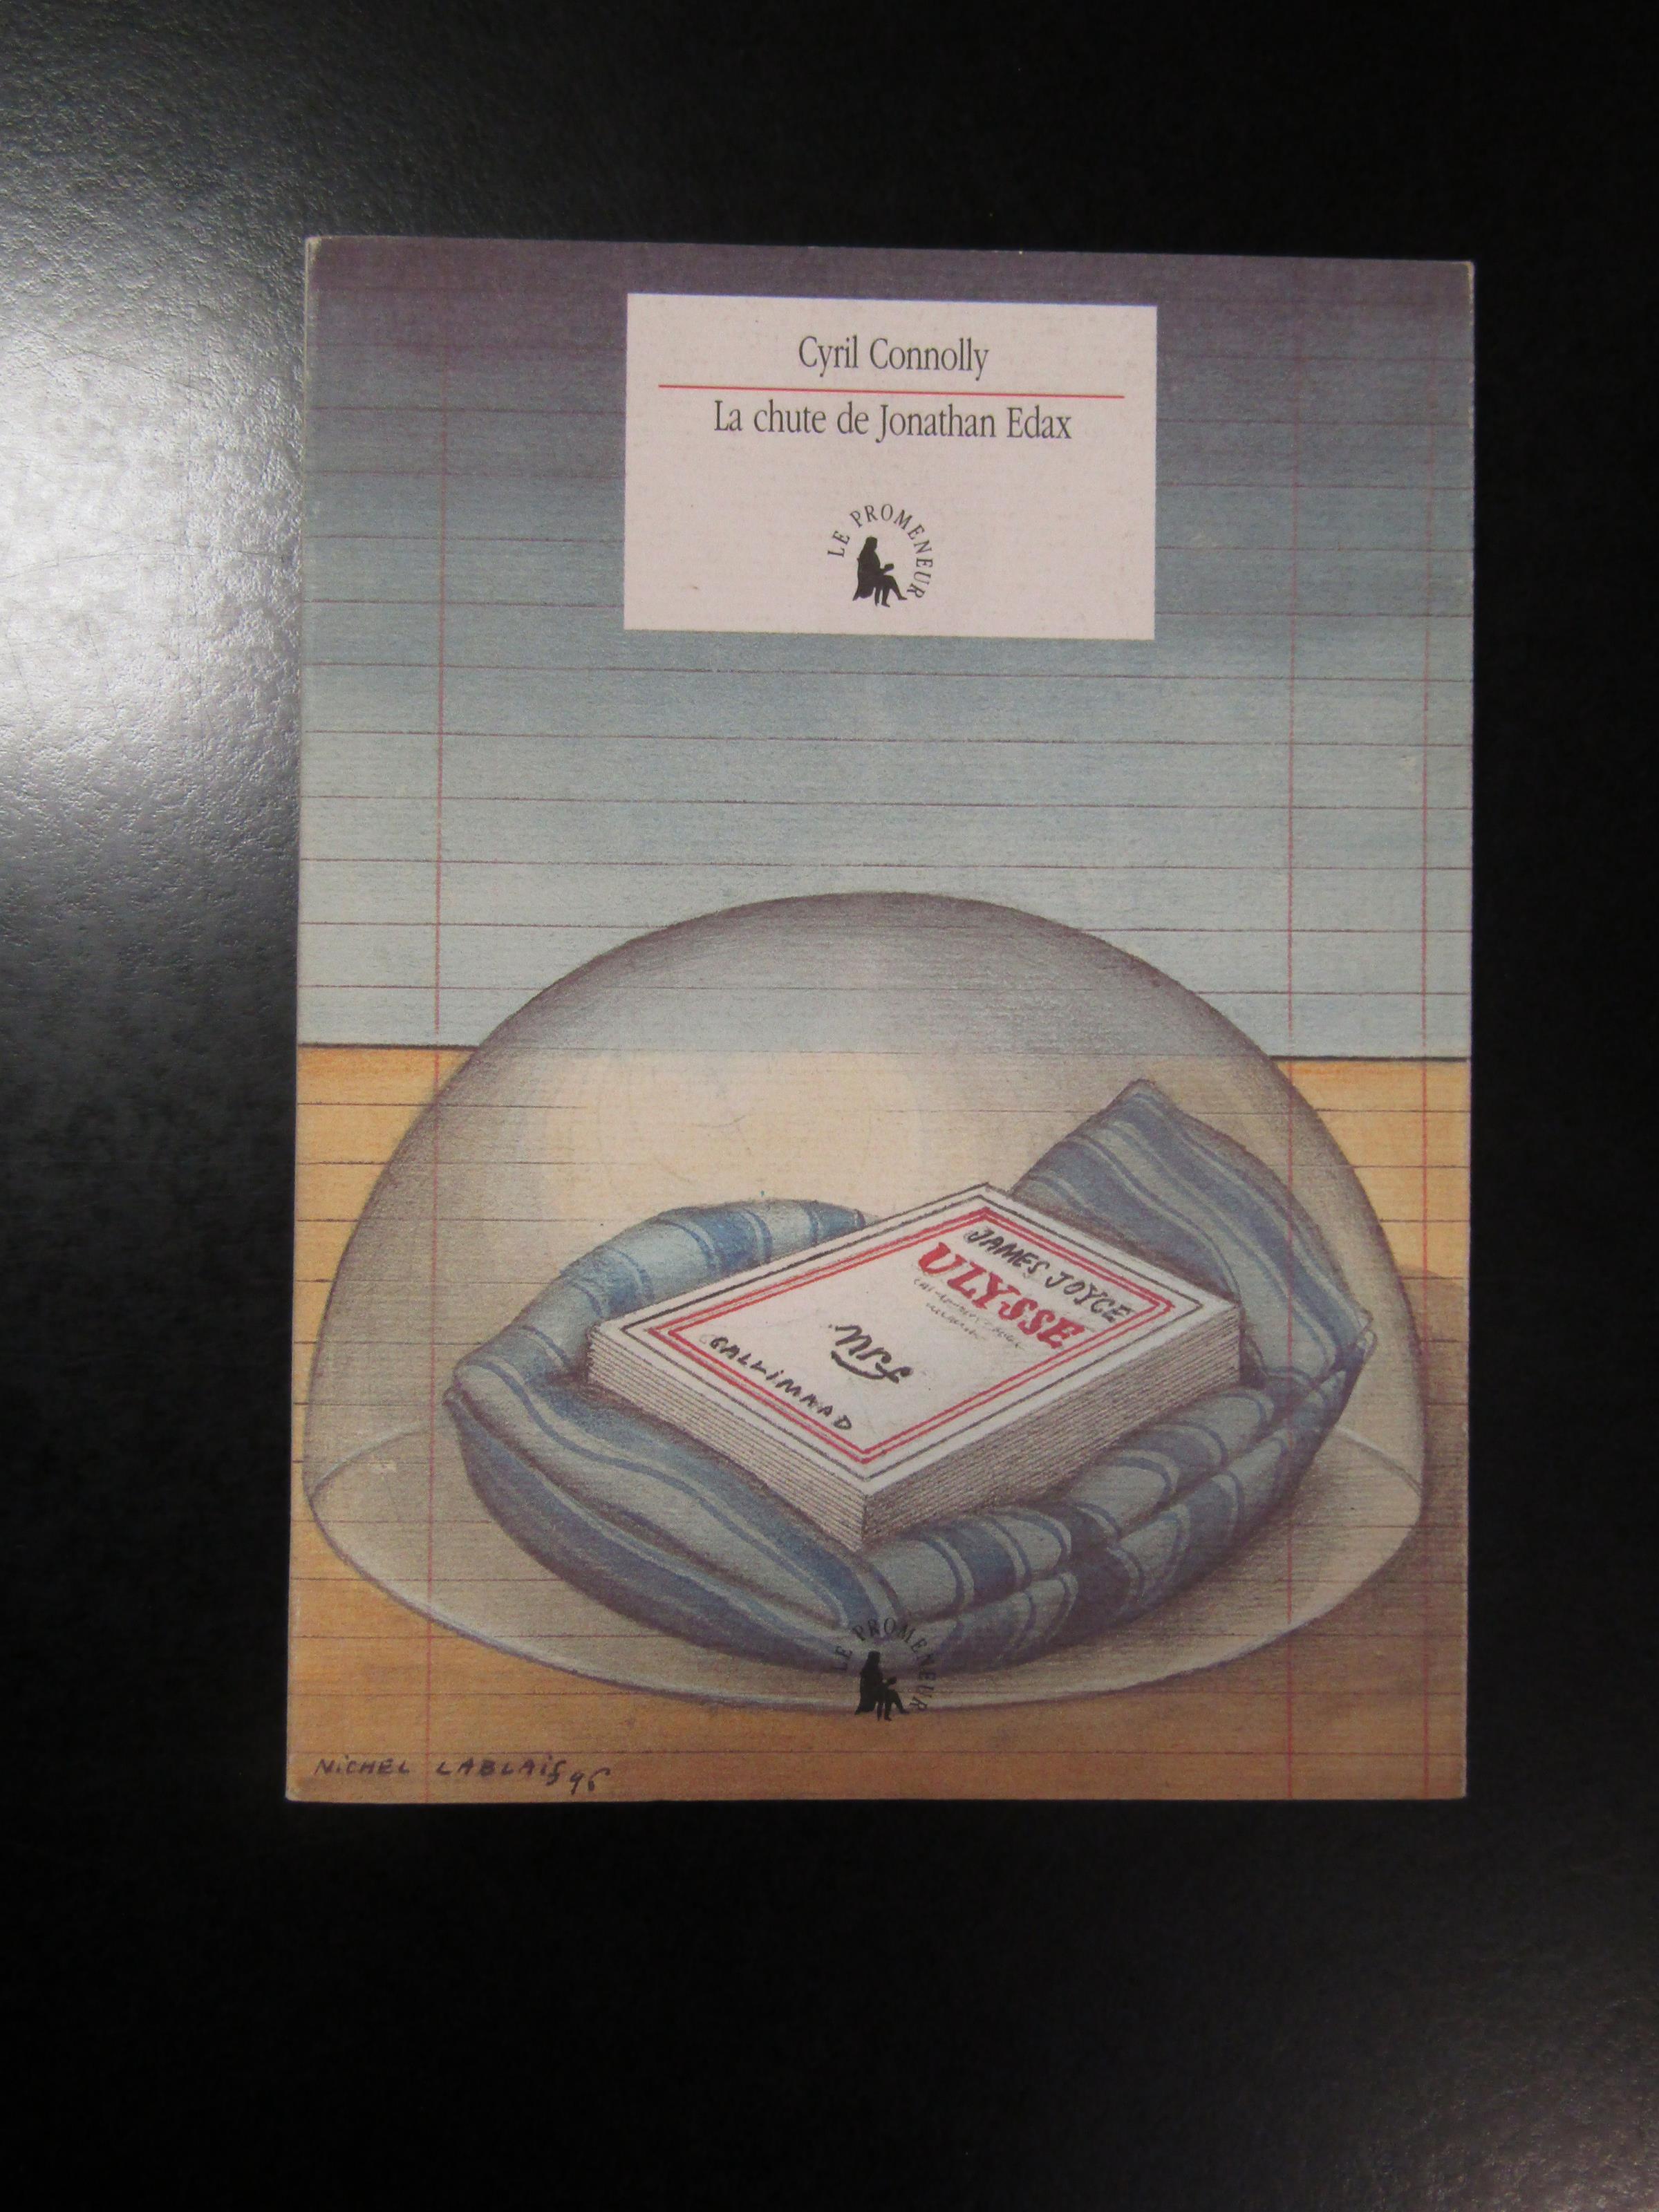 Cyril Connolly
La chute de Jonathan Edax
LE PROMENEUR
JAMES JOYCE
ULYSSE
nrf
GALLIMARD
LE PROMENEUR
MICHEL LABLAIS 96